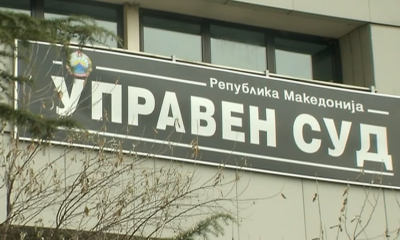 Република Македонија
УПРАВЕН СУД